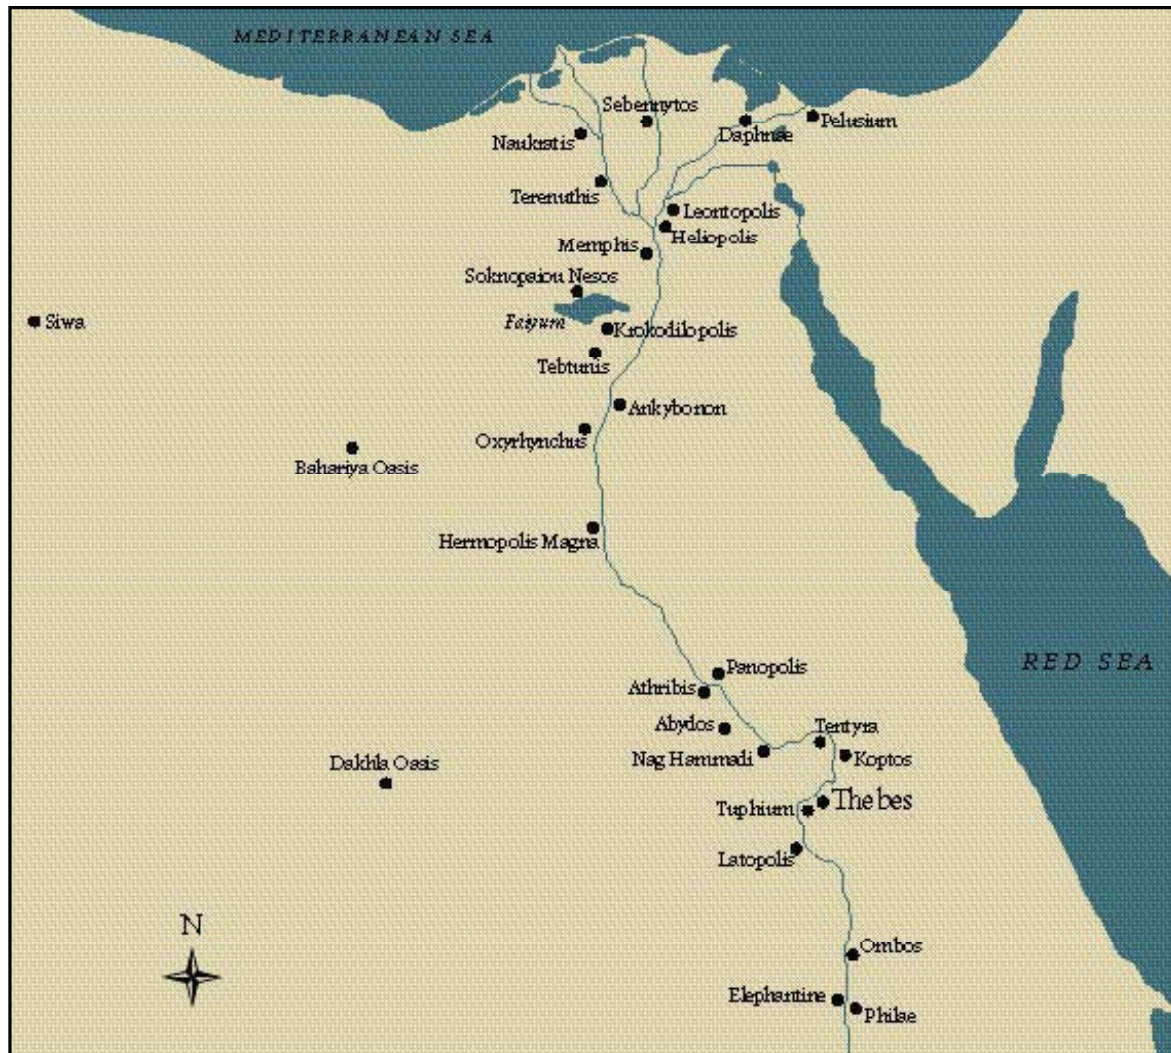 MEDITERRANEAN SEA
Sebennytos
Naukratis
Daphnae
Pelusium
Terenuthis
Leontopolis
Heliopolis
Memphis
Soknopaiou Nesos
Siwa
Faiyum
Krokodilopolis
Tebtunis
Ankyronon
Oxyrhynchus
Bahariya Oasis
Hermopolis Magna
RED SEA
Panopolis
Athribis
Abydos
Tentyra
Nag Hammadi
Koptos
Dakhla Oasis
Thebes
Tuphium
Latopolis
N
Ombos
Elephantine
Philae